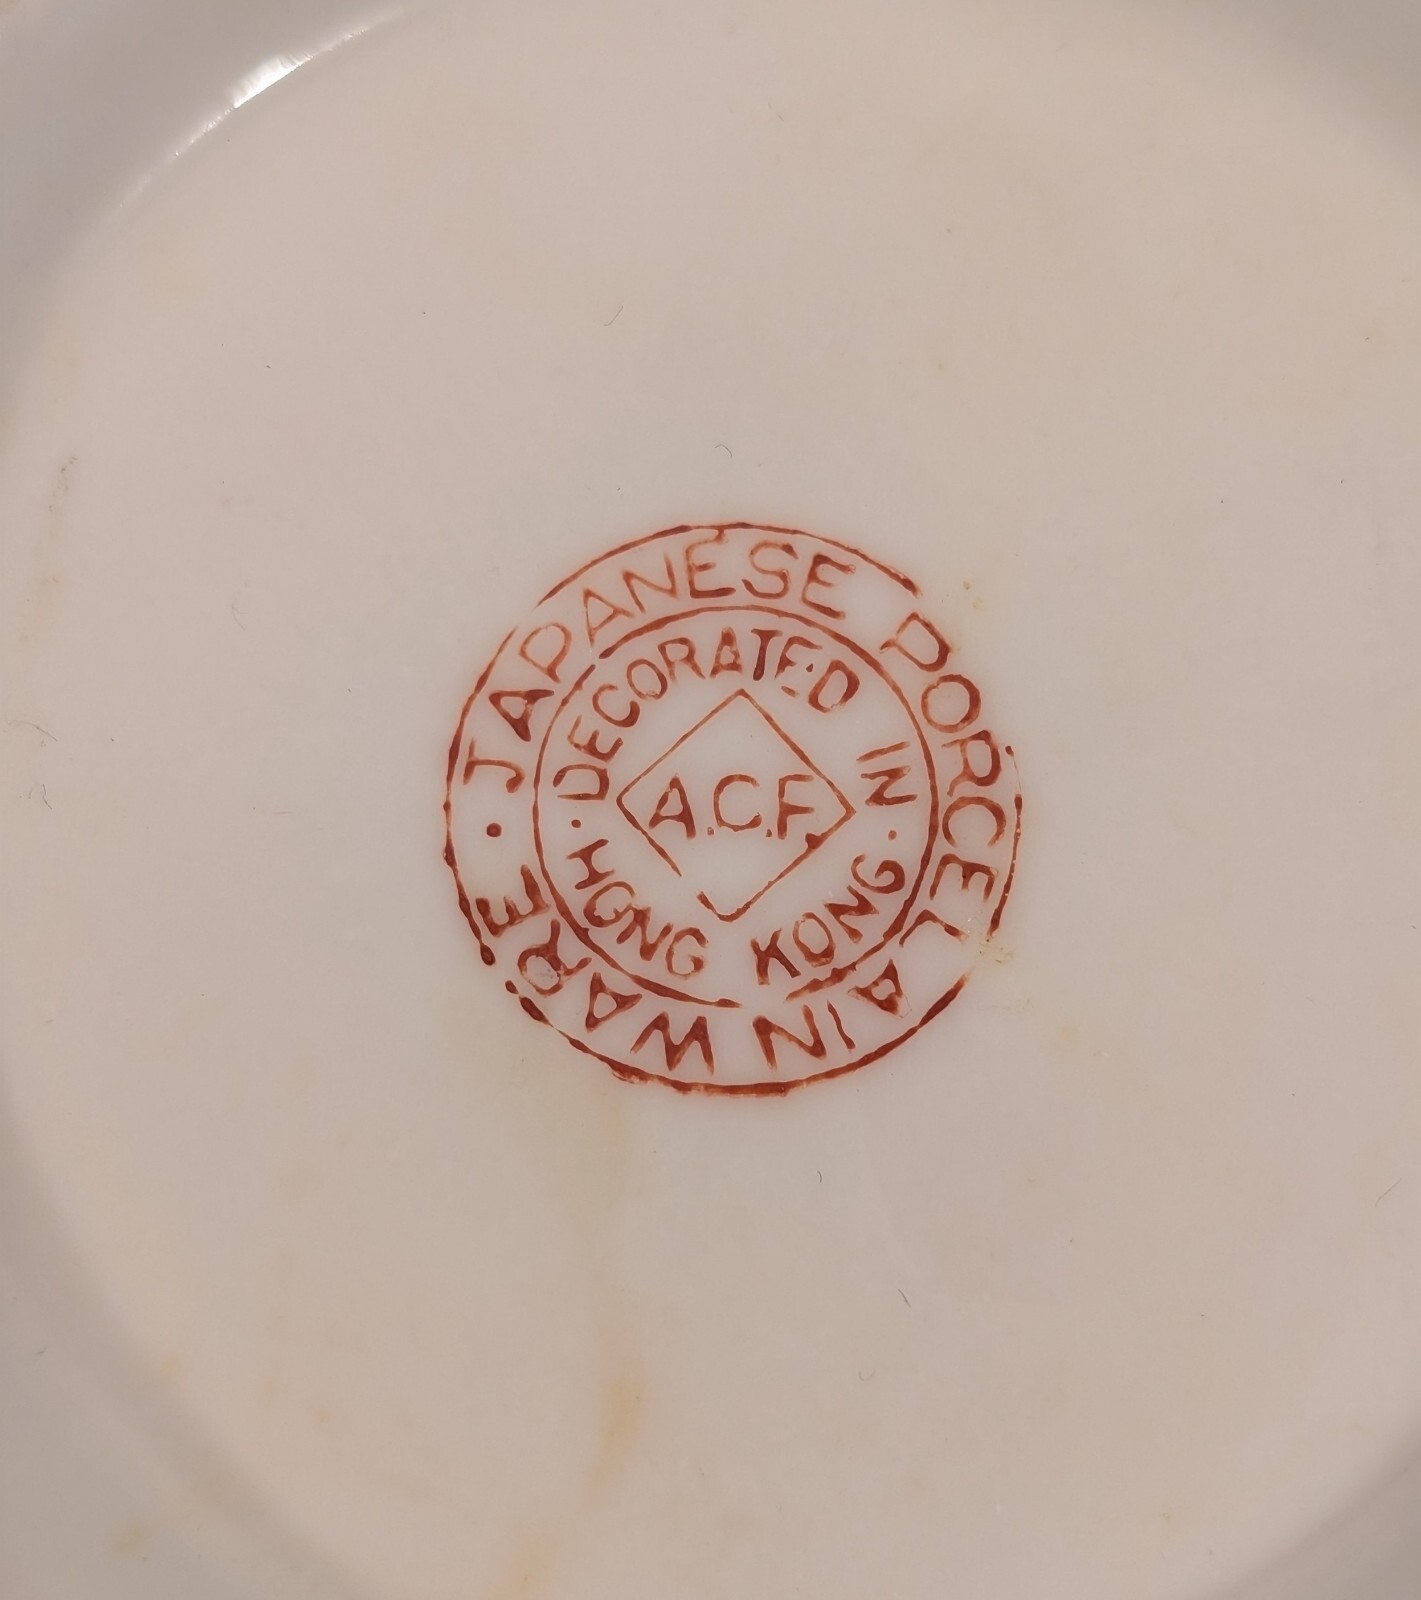 · JAPANESE PORCELAIN WARE
· DECORATED IN · HONG KONG
A.C.F.